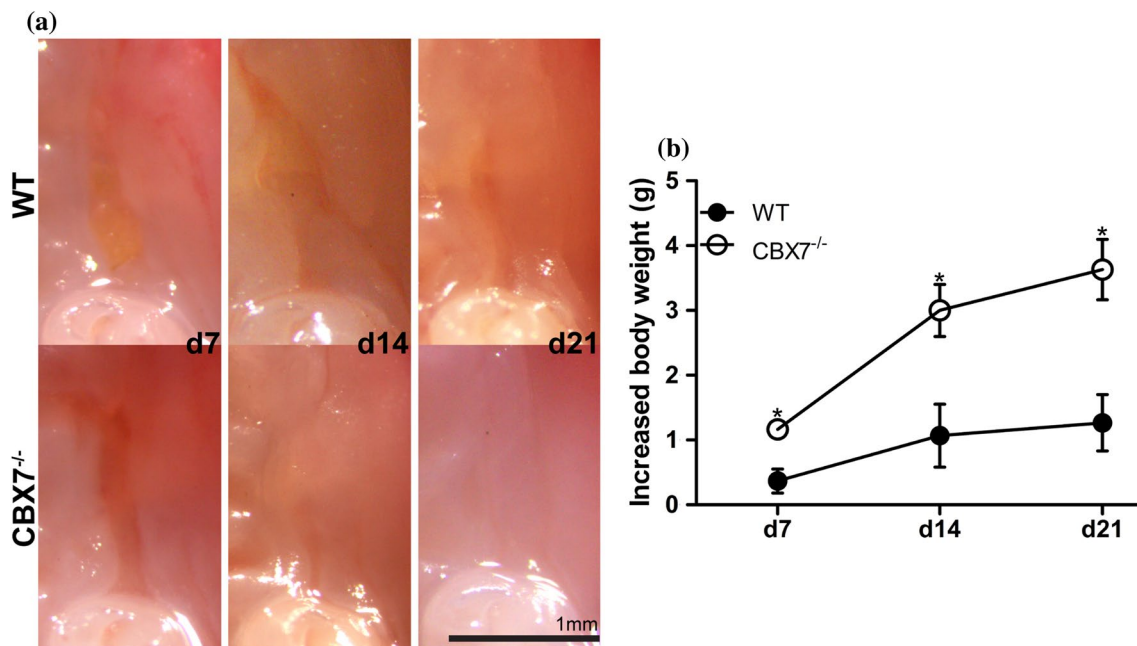 (a)
WT
d7
d14
d21
CBX7-/-
1mm
(b)
Increased body weight (g)
5
4
3
2
1
0
WT
CBX7-/-
*
*
*
d7
d14
d21